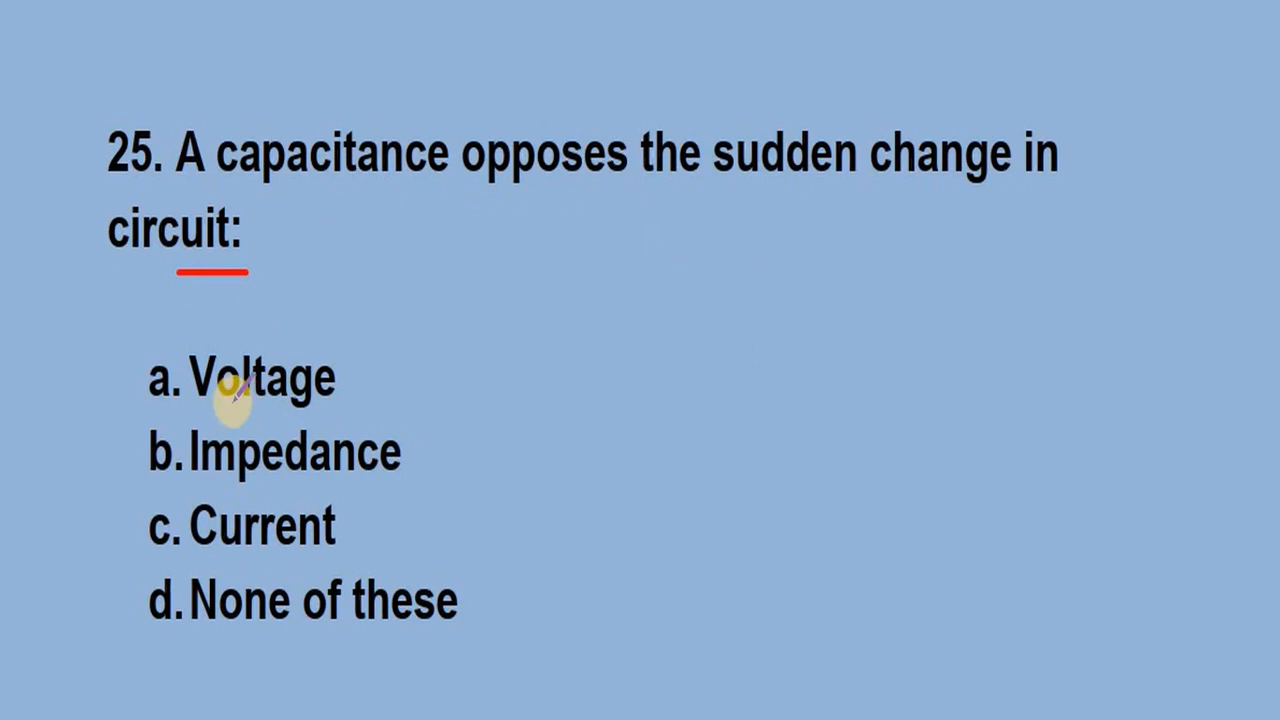 25. A capacitance opposes the sudden change in
circuit:
a. Voltage
b. Impedance
c. Current
d. None of these